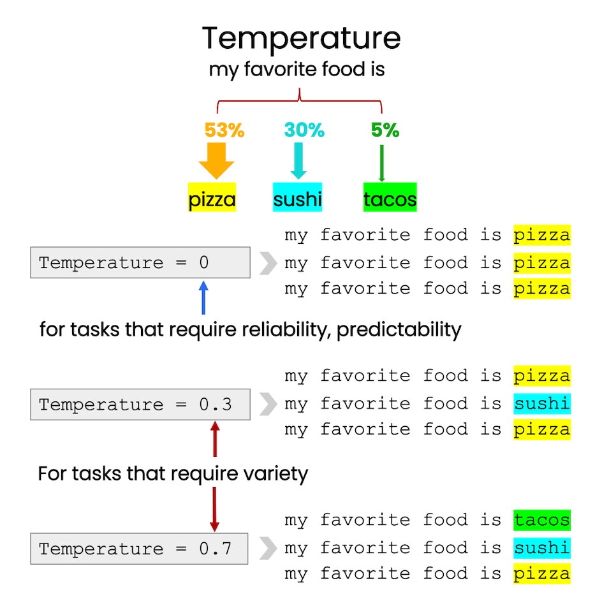 Temperature
my favorite food is
53% 30% 5%
pizza sushi tacos
my favorite food is pizza
Temperature = 0 my favorite food is pizza
my favorite food is pizza
for tasks that require reliability, predictability
my favorite food is pizza
Temperature = 0.3 my favorite food is sushi
my favorite food is pizza
For tasks that require variety
my favorite food is tacos
Temperature = 0.7 my favorite food is sushi
my favorite food is pizza